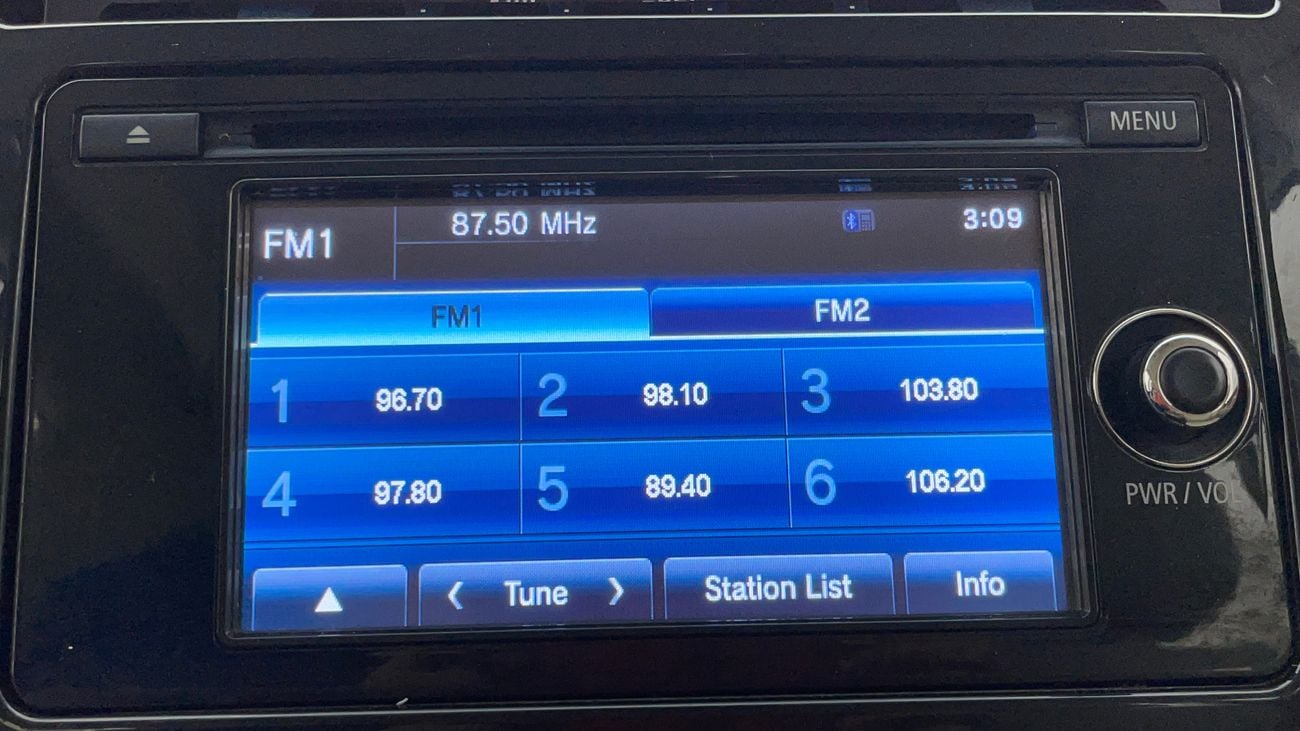 MENU
87.50 MHz
3:09
FM1
FM1
FM2
1 96.70
2 98.10
3 103.80
4 97.80
5 89.40
6 106.20
PWR / VOL
Tune
Station List
Info